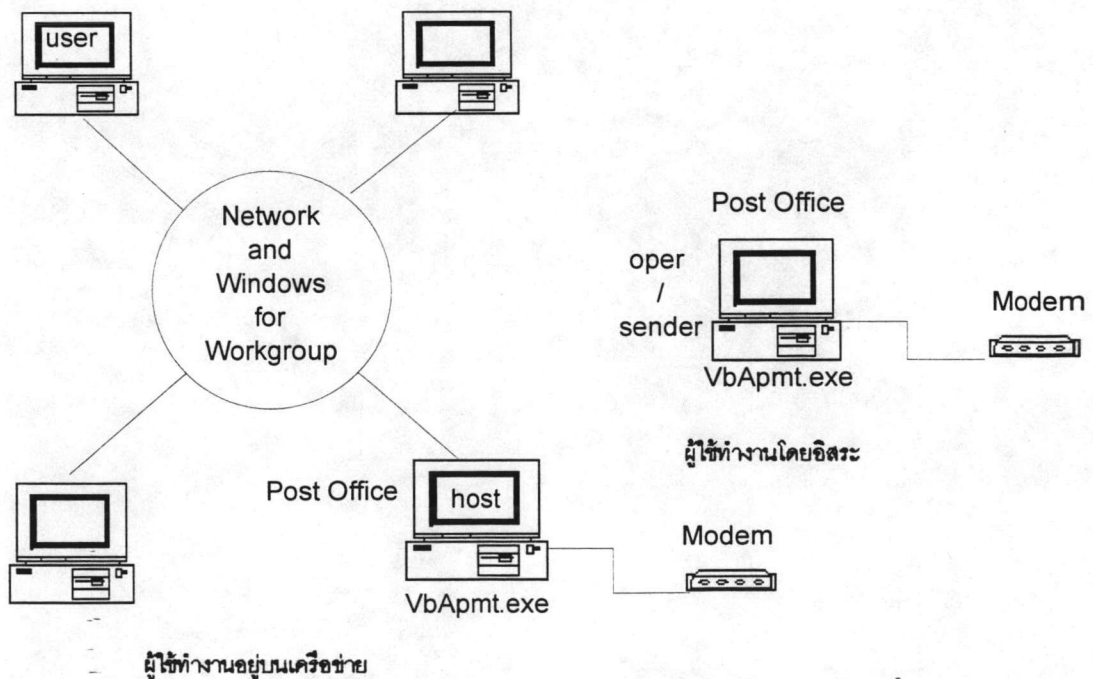 user
Network
and
Windows
for
Workgroup
Post Office
oper
/
sender
Modem
VbApmt.exe
ผู้ใช้ทำงานโดยอิสระ
Post Office
host
Modem
VbApmt.exe
ผู้ใช้ทำงานอยู่บนเครือข่าย